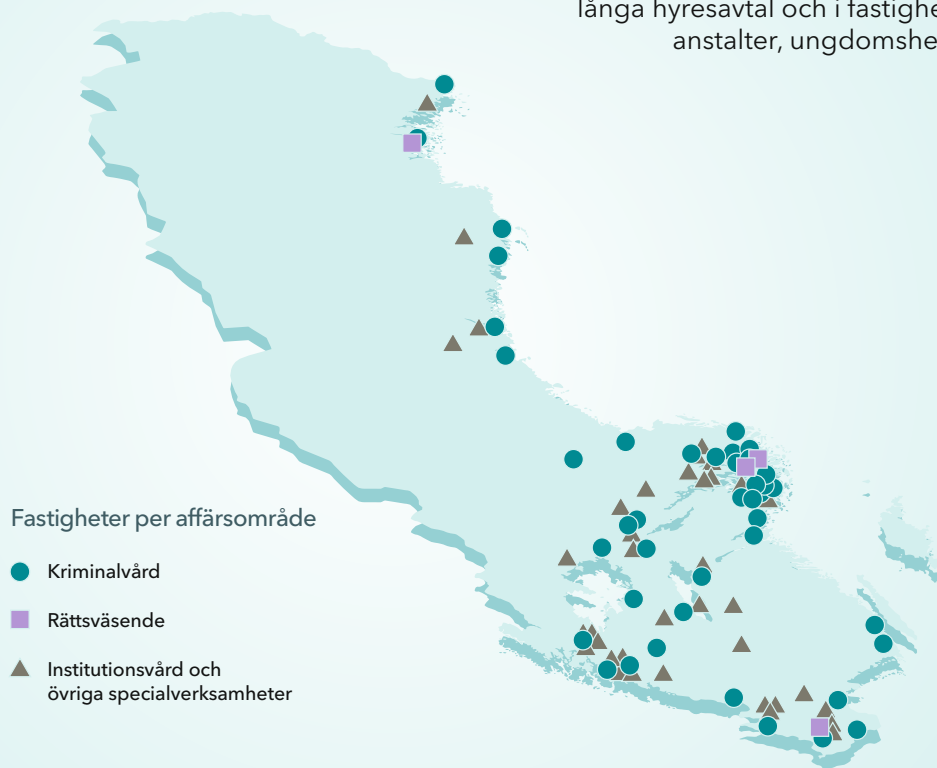 långa hyresavtal och i fastighe
anstalter, ungdomshe
Fastigheter per affärsområde
Kriminalvård
Rättsväsende
Institutionsvård och
övriga specialverksamheter